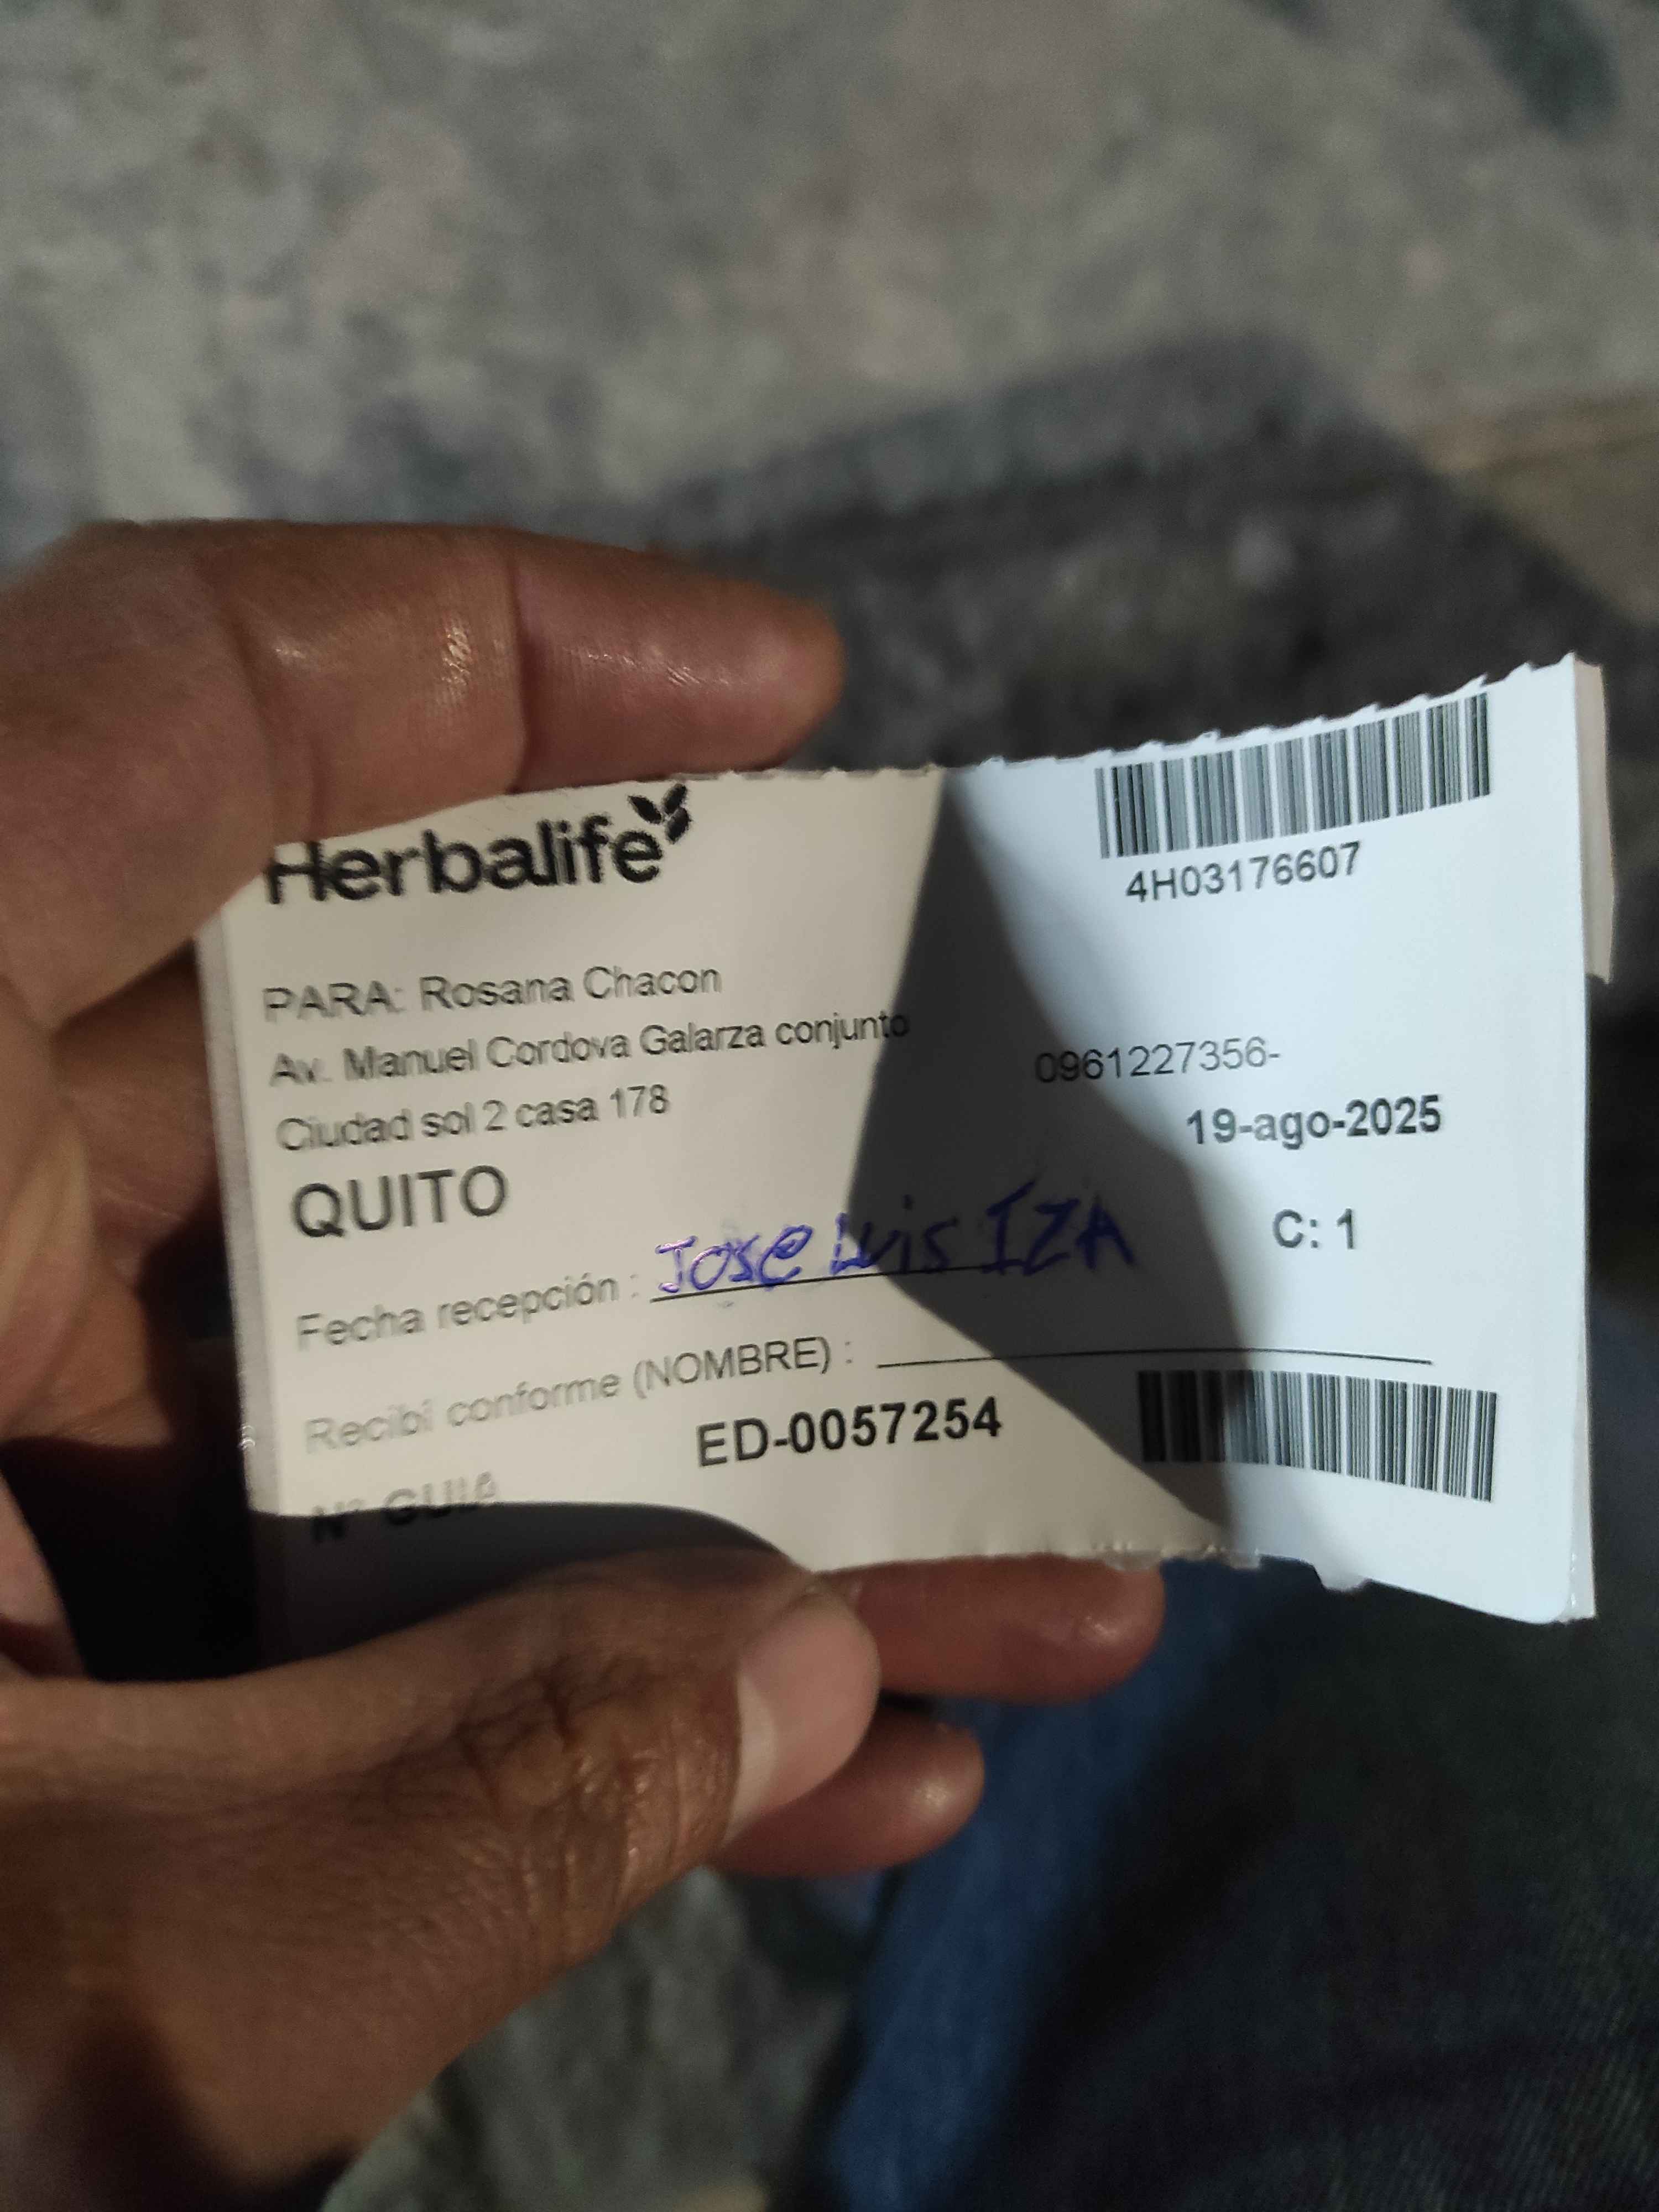 Herbalife
4H03176607
PARA: Rosana Chacon
Av. Manuel Cordova Galarza conjunto
0961227356-
Ciudad sol 2 casa 178
19-ago-2025
QUITO
C: 1
Fecha recepción : Jose Luis IZA
Recibí conforme (NOMBRE) :
N° GUIA ED-0057254